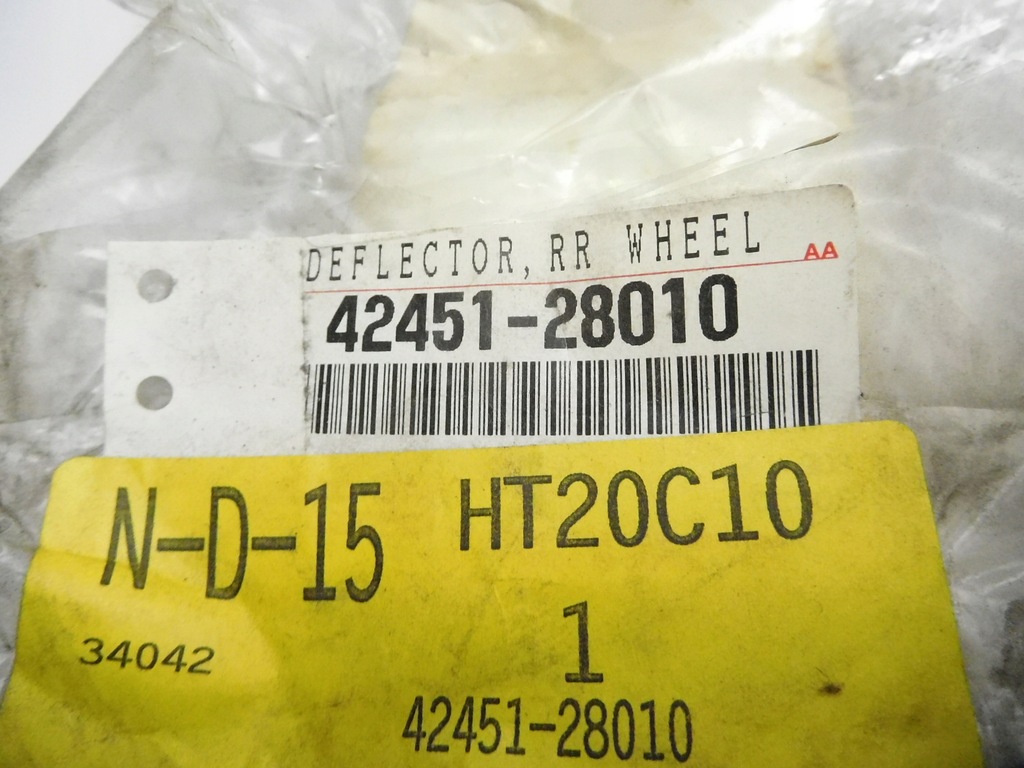 DEFLECTOR, RR WHEEL AA
42451-28010
N-D-15 HT20C10
34042 1
42451-28010